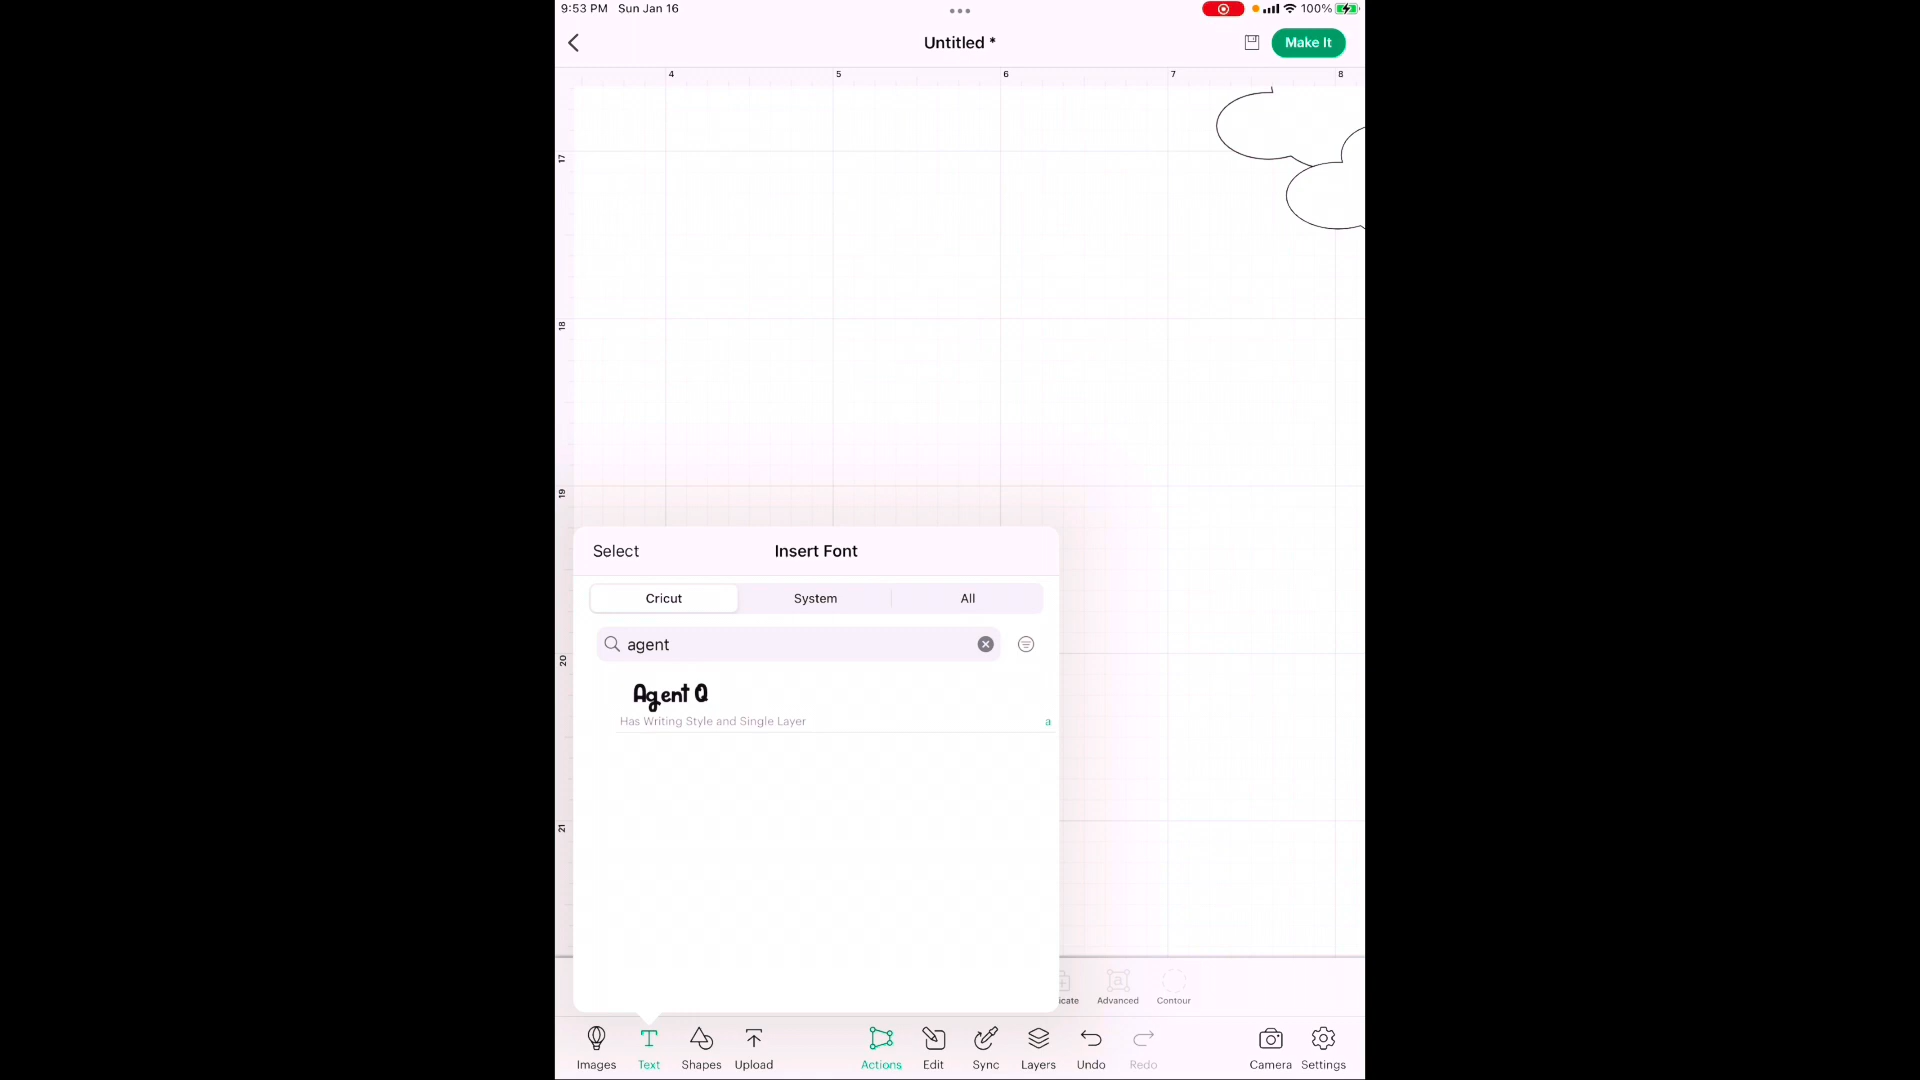 9:53 PM Sun Jan 16
100%
Untitled *
Make It
4 5 6 7 8
17
18
19
20
21
Select
Insert Font
Cricut
System
All
agent
Agent Q
Has Writing Style and Single Layer
a
icate
Advanced
Contour
Images
Text
Shapes
Upload
Actions
Edit
Sync
Layers
Undo
Redo
Camera
Settings